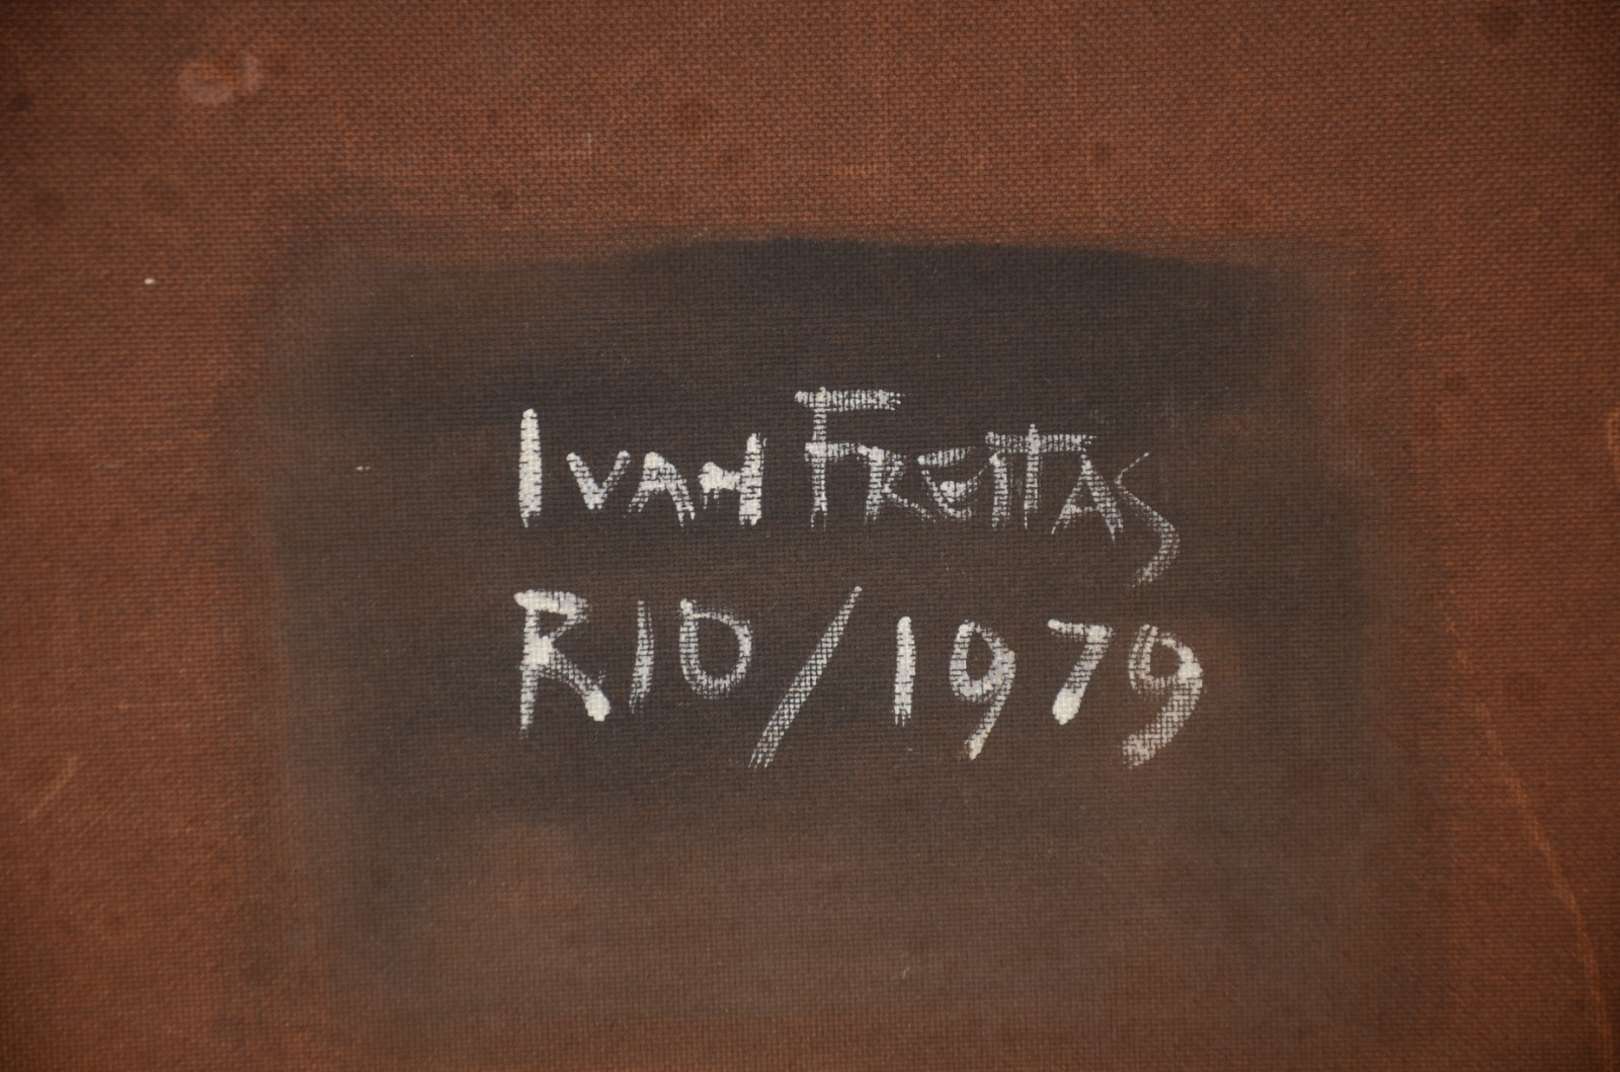 IVAN FREITAS
RIO/1979